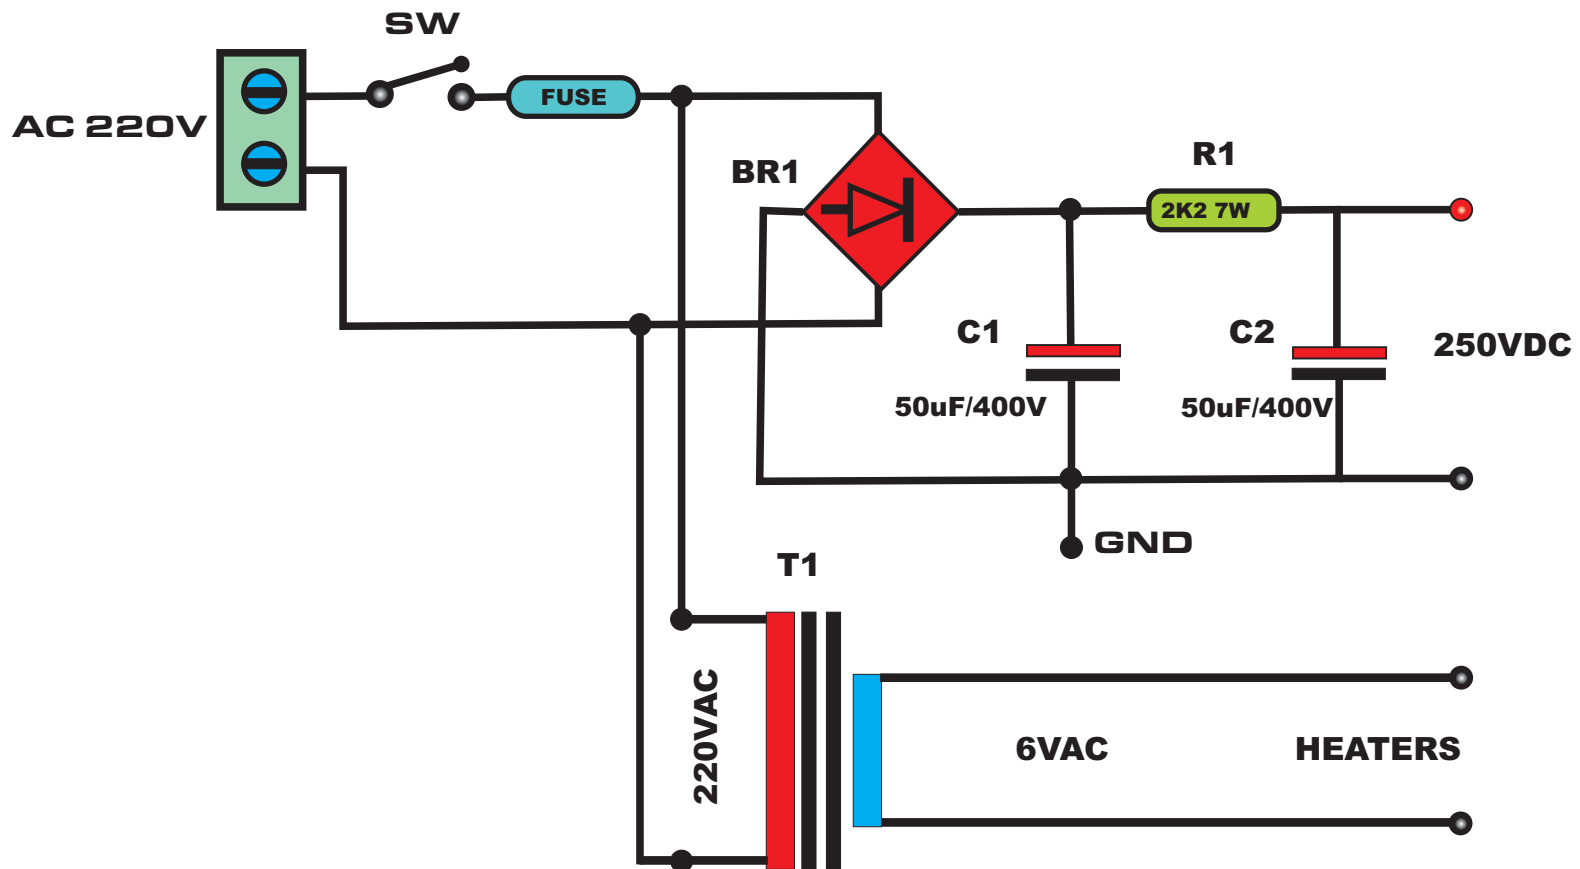 SW
AC 220V
FUSE
BR1
R1
2K2 7W
C1
50uF/400V
C2
50uF/400V
250VDC
GND
T1
220VAC
6VAC
HEATERS